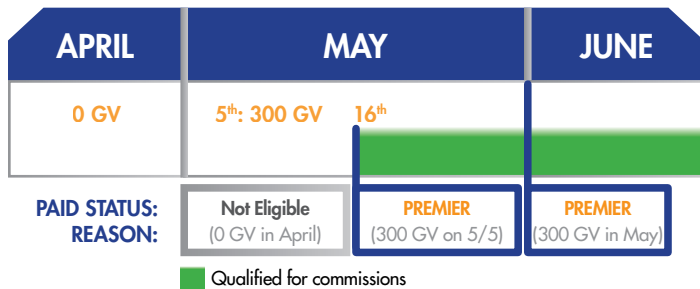 APRIL MAY JUNE
0 GV 5th: 300 GV 16th
PAID STATUS: Not Eligible PREMIER PREMIER
REASON: (0 GV in April) (300 GV on 5/5) (300 GV in May)
Qualified for commissions